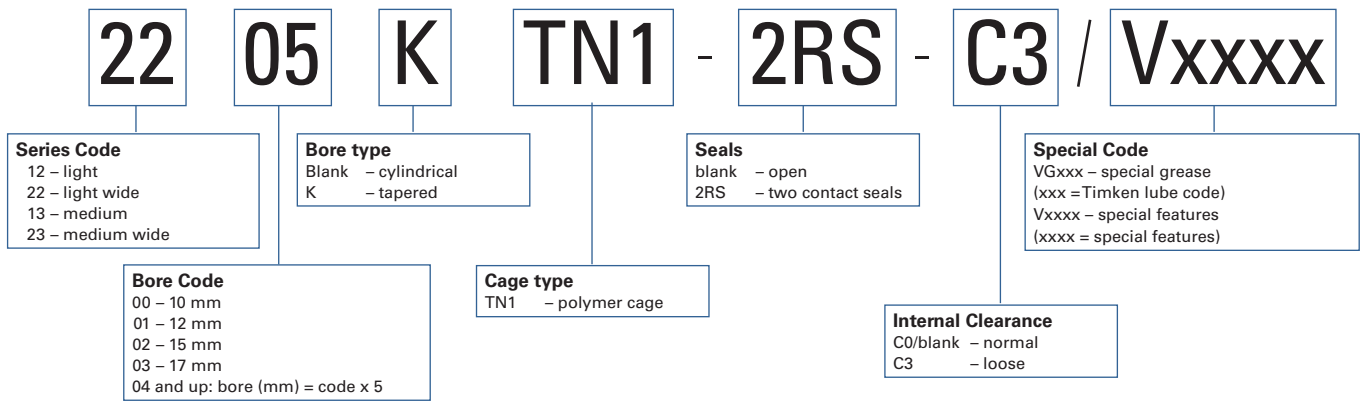 22 05 K TN1 - 2RS - C3 / Vxxxx
Series Code
12 – light
22 – light wide
13 – medium
23 – medium wide
Bore type
Blank – cylindrical
K – tapered
Seals
blank – open
2RS – two contact seals
Special Code
VGxxx – special grease
(xxx = Timken lube code)
Vxxxx – special features
(xxxx = special features)
Bore Code
00 – 10 mm
01 – 12 mm
02 – 15 mm
03 – 17 mm
04 and up: bore (mm) = code x 5
Cage type
TN1 – polymer cage
Internal Clearance
C0/blank – normal
C3 – loose